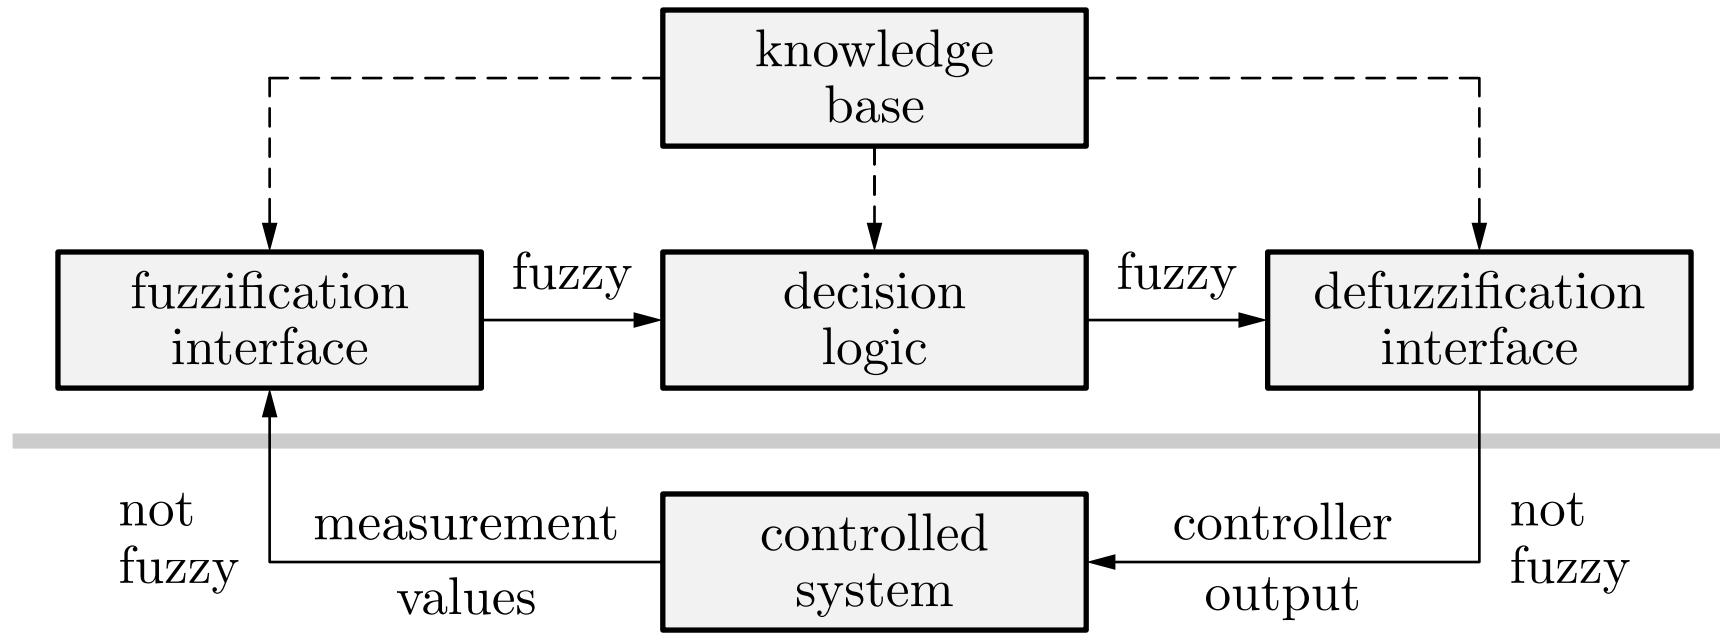 knowledge
base
fuzzification
interface
fuzzy
decision
logic
fuzzy
defuzzification
interface
not
fuzzy
measurement
values
controlled
system
controller
output
not
fuzzy